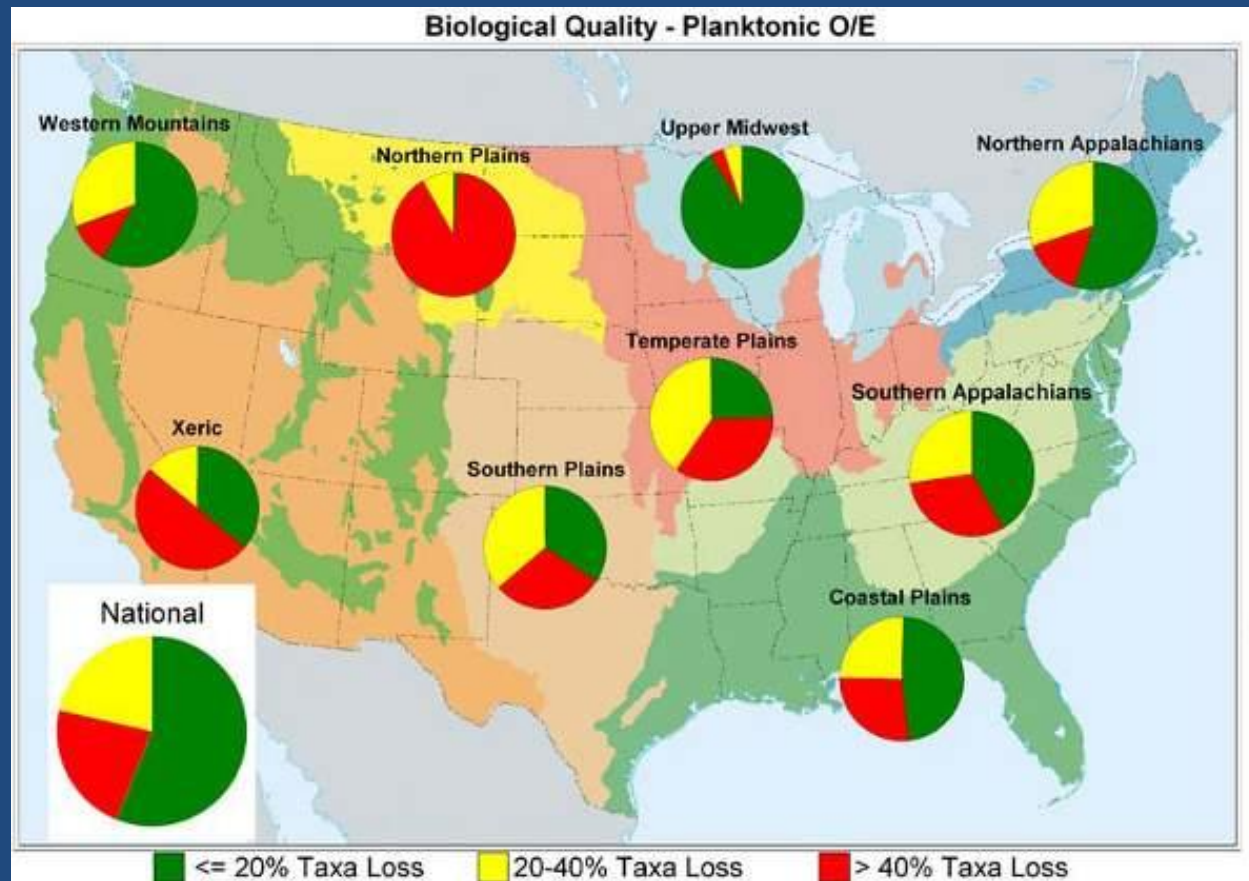 Biological Quality - Planktonic O/E
Western Mountains
Northern Plains
Upper Midwest
Northern Appalachians
Temperate Plains
Southern Appalachians
Xeric
Southern Plains
Coastal Plains
National
<= 20% Taxa Loss
20-40% Taxa Loss
> 40% Taxa Loss